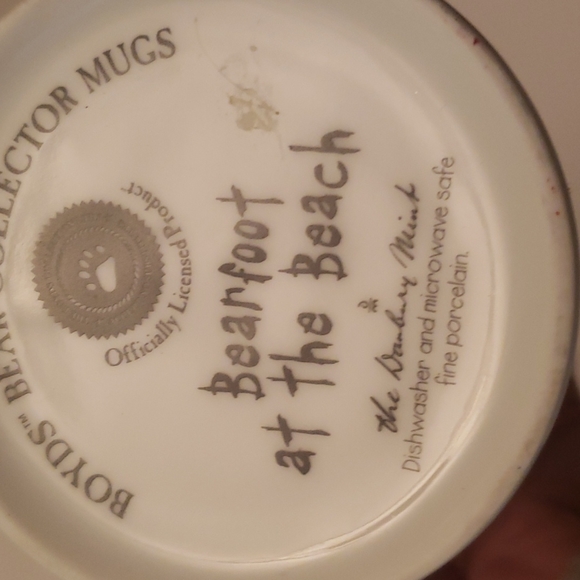 BOYDS™ BEAR COLLECTOR MUGS
Officially Licensed Product™
Bearfoot
at the Beach
the Danbury Mint
Dishwasher and microwave safe
fine porcelain.